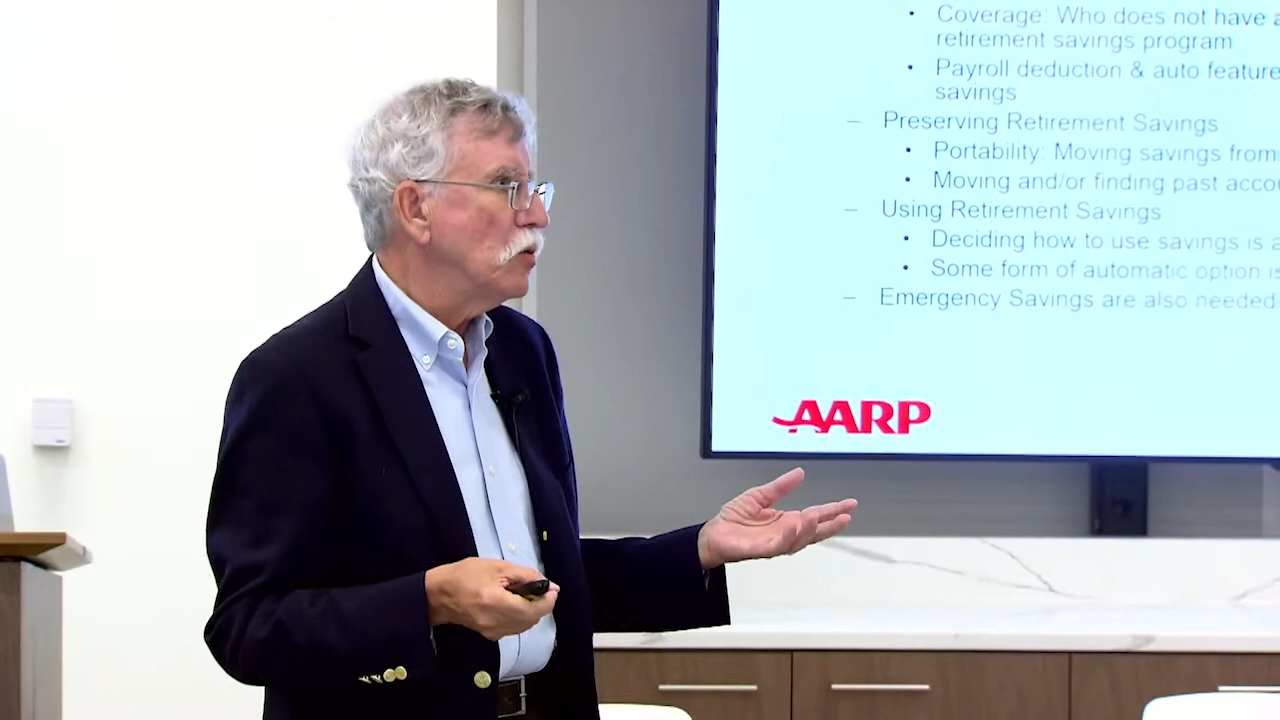 • Coverage: Who does not have a
retirement savings program
• Payroll deduction & auto feature
savings
– Preserving Retirement Savings
• Portability: Moving savings from
• Moving and/or finding past acco
– Using Retirement Savings
• Deciding how to use savings is a
• Some form of automatic option is
– Emergency Savings are also needed
AARP